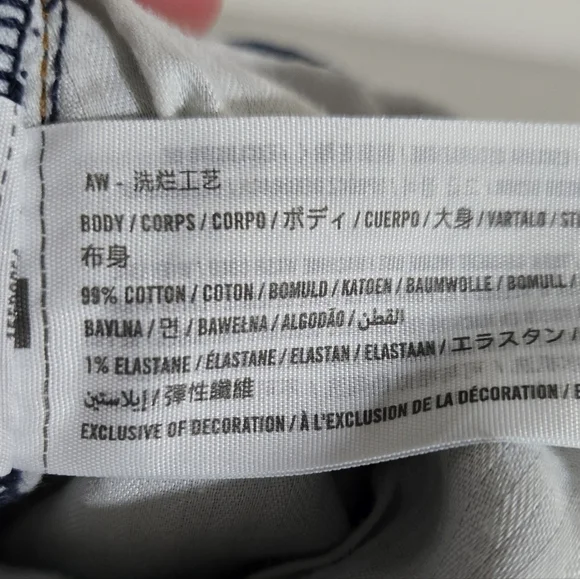 AW - 洗烂工艺
BODY / CORPS / CORPO / ボディ / CUERPO / 大身 / VARTALO /
布身
99% COTTON / COTON / BOMULD / KATOEN / BAUMWOLLE / BOMULL /
BAVLNA / 면 / BAWEŁNA / ALGODÃO / القطن
1% ELASTANE / ÉLASTANE / ELASTAN / ELASTAAN / エラスタン /
إيلاستين / 彈性纖維
EXCLUSIVE OF DECORATION / À L'EXCLUSION DE LA DÉCORATION /